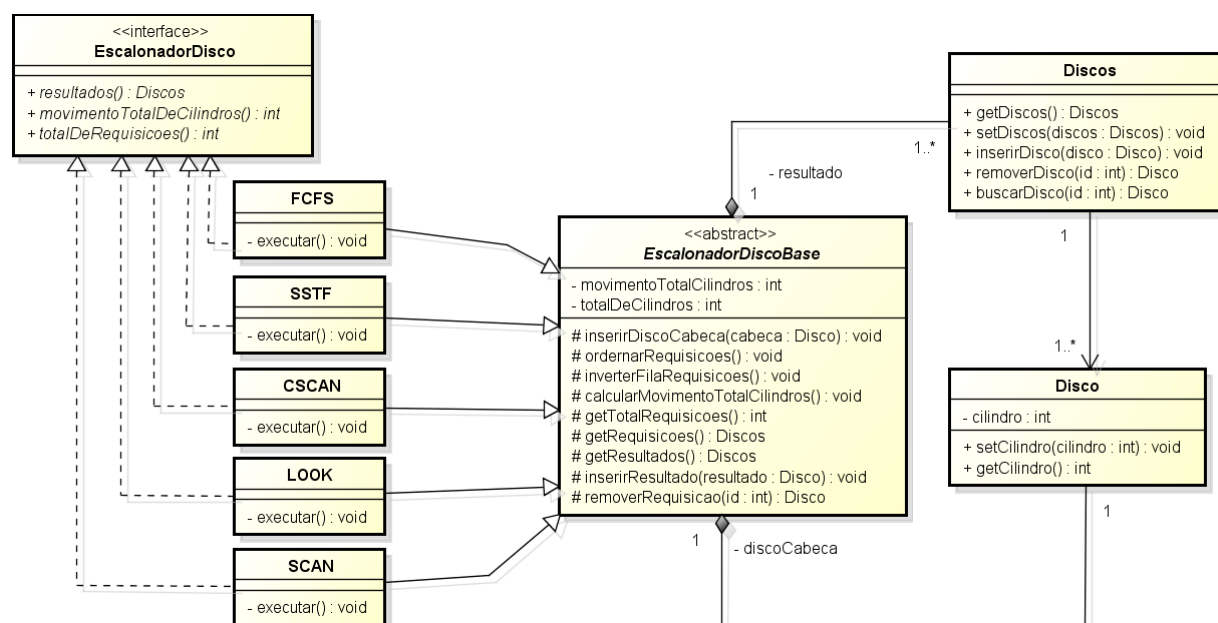 <<interface>>
EscalonadorDisco
+ resultados() : Discos
+ movimentoTotalDeCilindros() : int
+ totalDeRequisicoes() : int
FCFS
- executar() : void
SSTF
- executar() : void
CSCAN
- executar() : void
LOOK
- executar() : void
SCAN
- executar() : void
- resultado
1
1..*
<<abstract>>
EscalonadorDiscoBase
- movimentoTotalCilindros : int
- totalDeCilindros : int
# inserirDiscoCabeca(cabeca : Disco) : void
# ordernarRequisicoes() : void
# inverterFilaRequisicoes() : void
# calcularMovimentoTotalCilindros() : void
# getTotalRequisicoes() : int
# getRequisicoes() : Discos
# getResultados() : Discos
# inserirResultado(resultado : Disco) : void
# removerRequisicao(id : int) : Disco
1
- discoCabeca
Discos
+ getDiscos() : Discos
+ setDiscos(discos : Discos) : void
+ inserirDisco(disco : Disco) : void
+ removerDisco(id : int) : Disco
+ buscarDisco(id : int) : Disco
1
1..*
Disco
- cilindro : int
+ setCilindro(cilindro : int) : void
+ getCilindro() : int
1